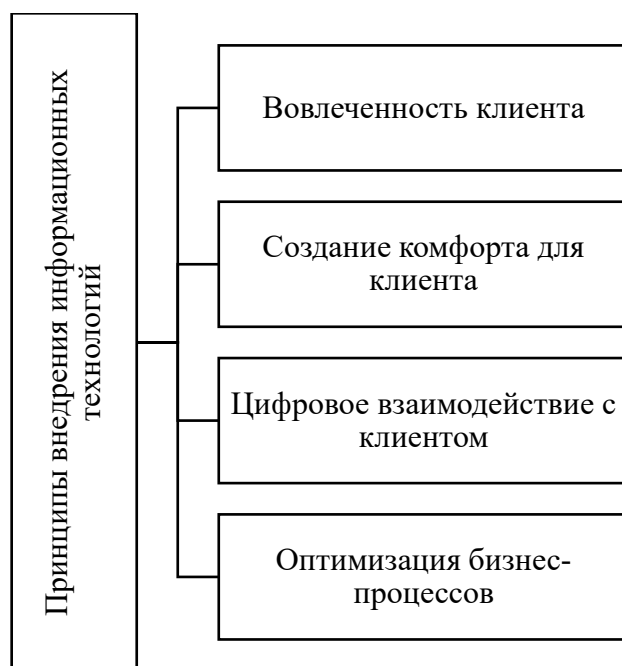 Принципы внедрения информационных
технологий
Вовлеченность клиента
Создание комфорта для
клиента
Цифровое взаимодействие с
клиентом
Оптимизация бизнес-
процессов